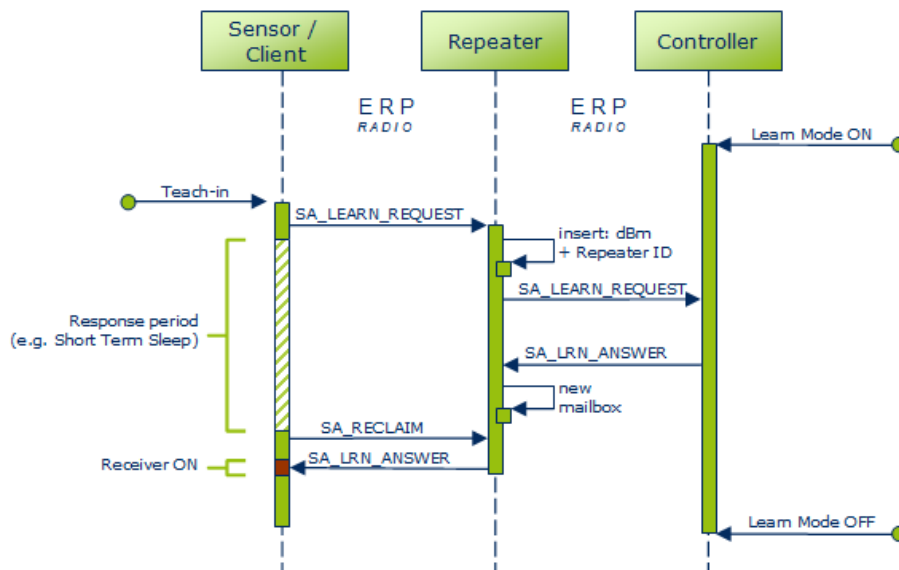 Sensor /
Client
Repeater
Controller
ERP
RADIO
ERP
RADIO
Learn Mode ON
Teach-in
SA_LEARN_REQUEST
insert: dBm
+ Repeater ID
SA_LEARN_REQUEST
Response period
(e.g. Short Term Sleep)
SA_LRN_ANSWER
new
mailbox
SA_RECLAIM
SA_LRN_ANSWER
Receiver ON
Learn Mode OFF